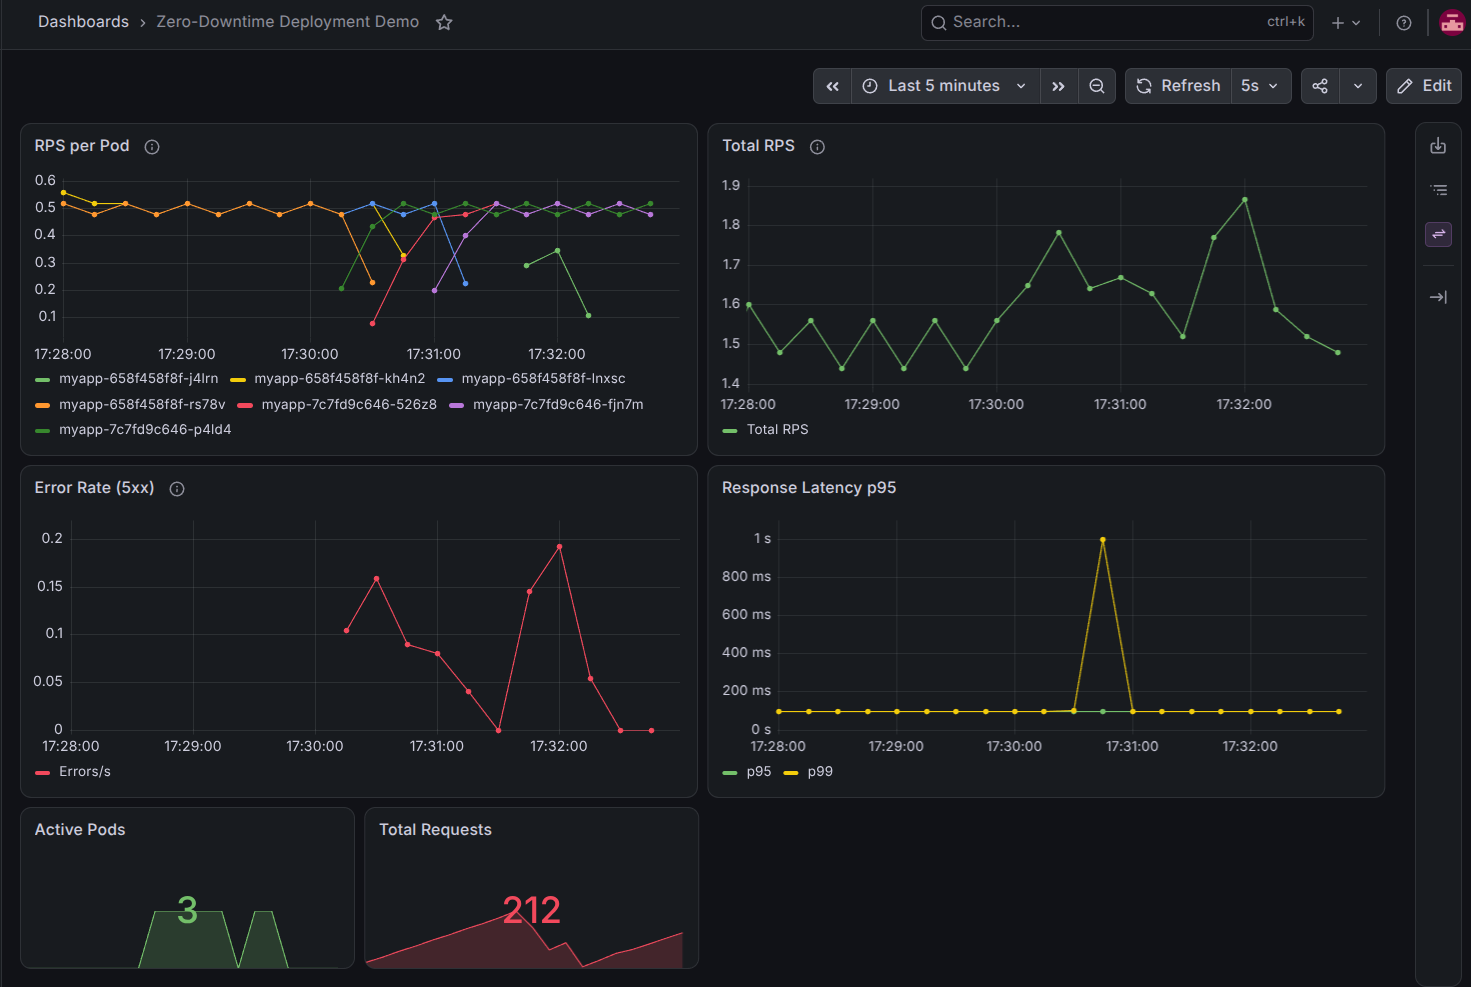 Dashboards › Zero-Downtime Deployment Demo
Search... ctrl+k
Last 5 minutes Refresh 5s Edit
RPS per Pod
0.6
0.5
0.4
0.3
0.2
0.1
17:28:00 17:29:00 17:30:00 17:31:00 17:32:00
myapp-658f458f8f-j4lrn myapp-658f458f8f-kh4n2 myapp-658f458f8f-lnxsc
myapp-658f458f8f-rs78v myapp-7c7fd9c646-526z8 myapp-7c7fd9c646-fjn7m
myapp-7c7fd9c646-p4ld4
Total RPS
1.9
1.8
1.7
1.6
1.5
1.4
17:28:00 17:29:00 17:30:00 17:31:00 17:32:00
Total RPS
Error Rate (5xx)
0.2
0.15
0.1
0.05
0
17:28:00 17:29:00 17:30:00 17:31:00 17:32:00
Errors/s
Response Latency p95
1 s
800 ms
600 ms
400 ms
200 ms
0 s
17:28:00 17:29:00 17:30:00 17:31:00 17:32:00
p95 p99
Active Pods
3
Total Requests
212